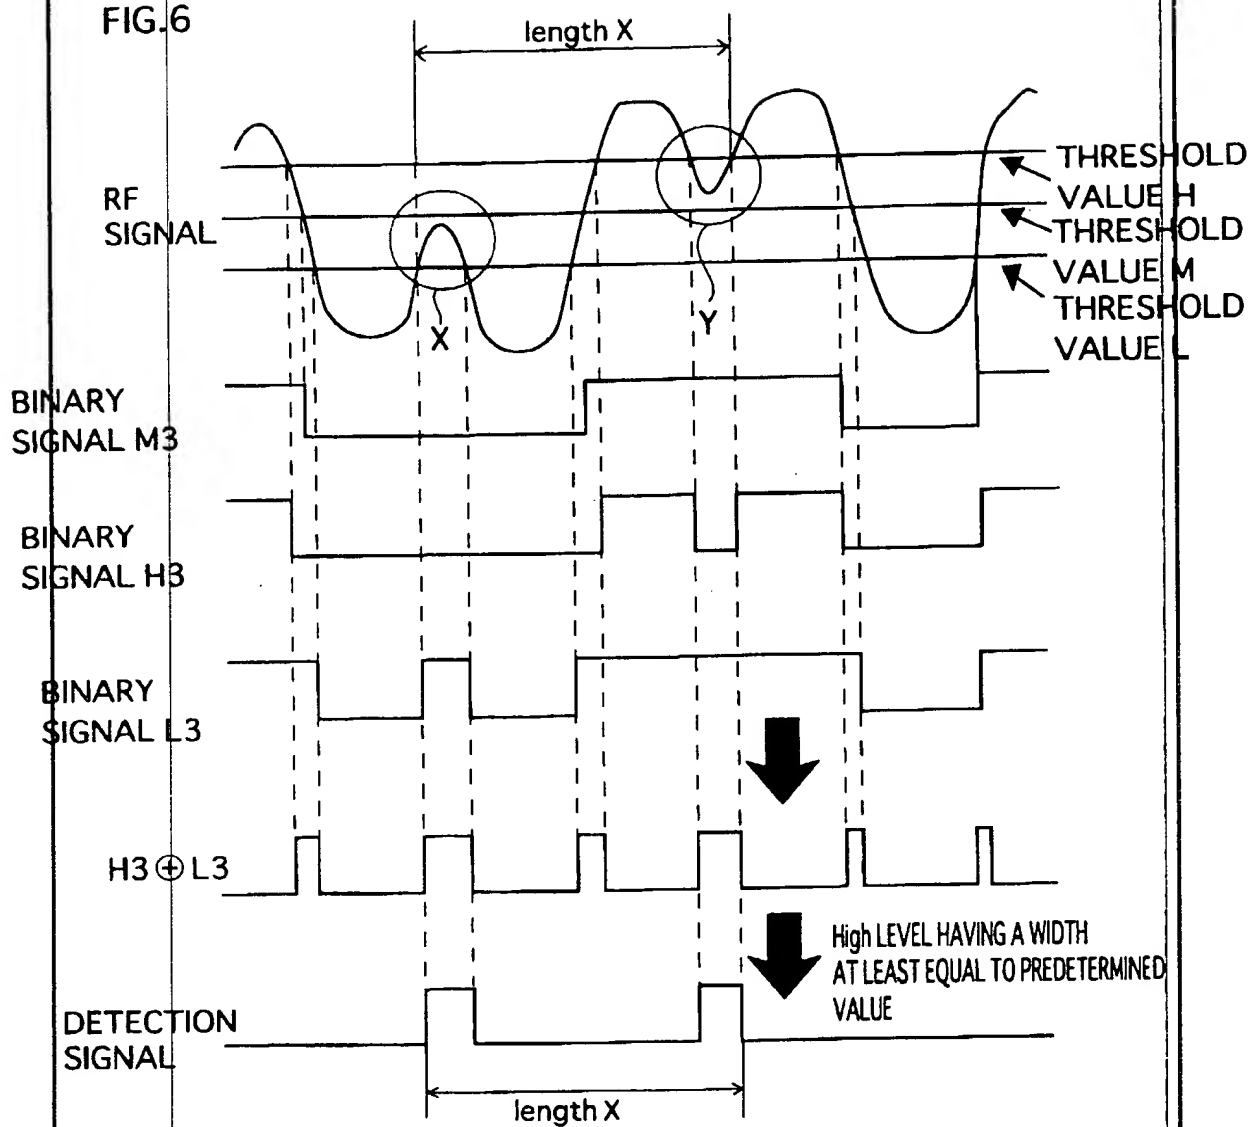 FIG.6
length X
RF
SIGNAL
THRESHOLD
VALUE H
THRESHOLD
VALUE M
THRESHOLD
VALUE L
X
Y
BINARY
SIGNAL M3
BINARY
SIGNAL H3
BINARY
SIGNAL L3
H3 ⊕ L3
High LEVEL HAVING A WIDTH
AT LEAST EQUAL TO PREDETERMINED
VALUE
DETECTION
SIGNAL
length X